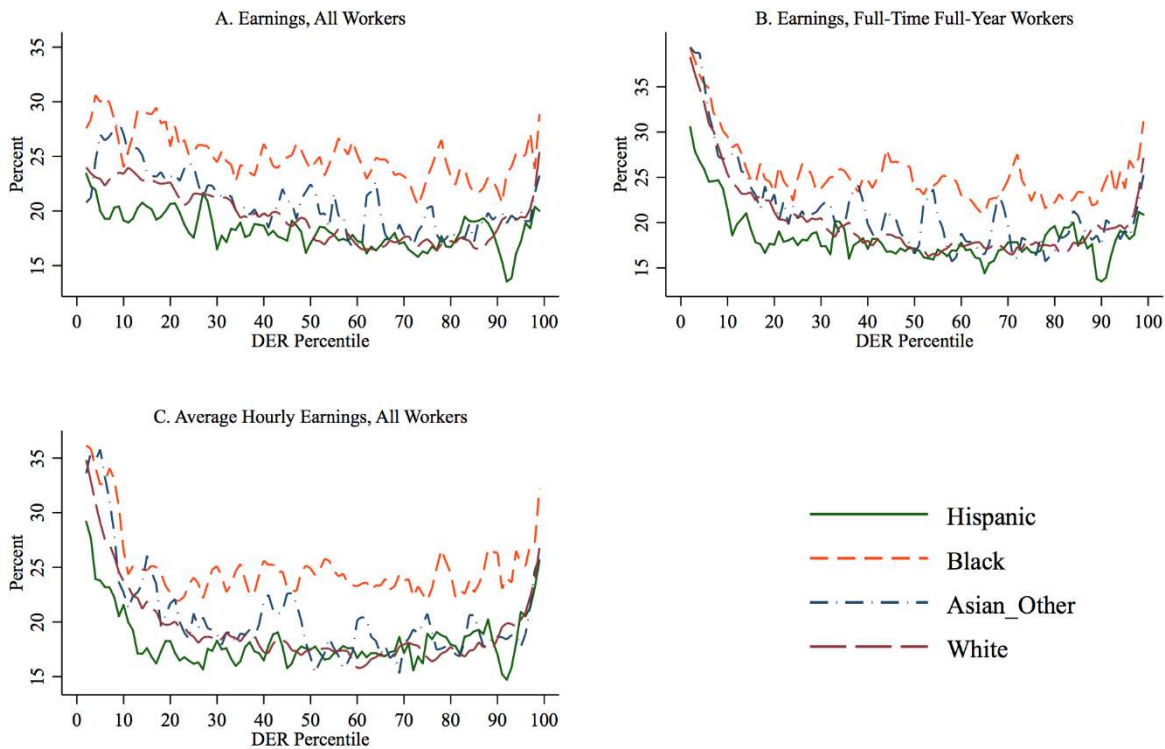 A. Earnings, All Workers
Percent
35
30
25
20
15
0 10 20 30 40 50 60 70 80 90 100
DER Percentile
B. Earnings, Full-Time Full-Year Workers
Percent
35
30
25
20
15
0 10 20 30 40 50 60 70 80 90 100
DER Percentile
C. Average Hourly Earnings, All Workers
Percent
35
30
25
20
15
0 10 20 30 40 50 60 70 80 90 100
DER Percentile
Hispanic
Black
Asian_Other
White